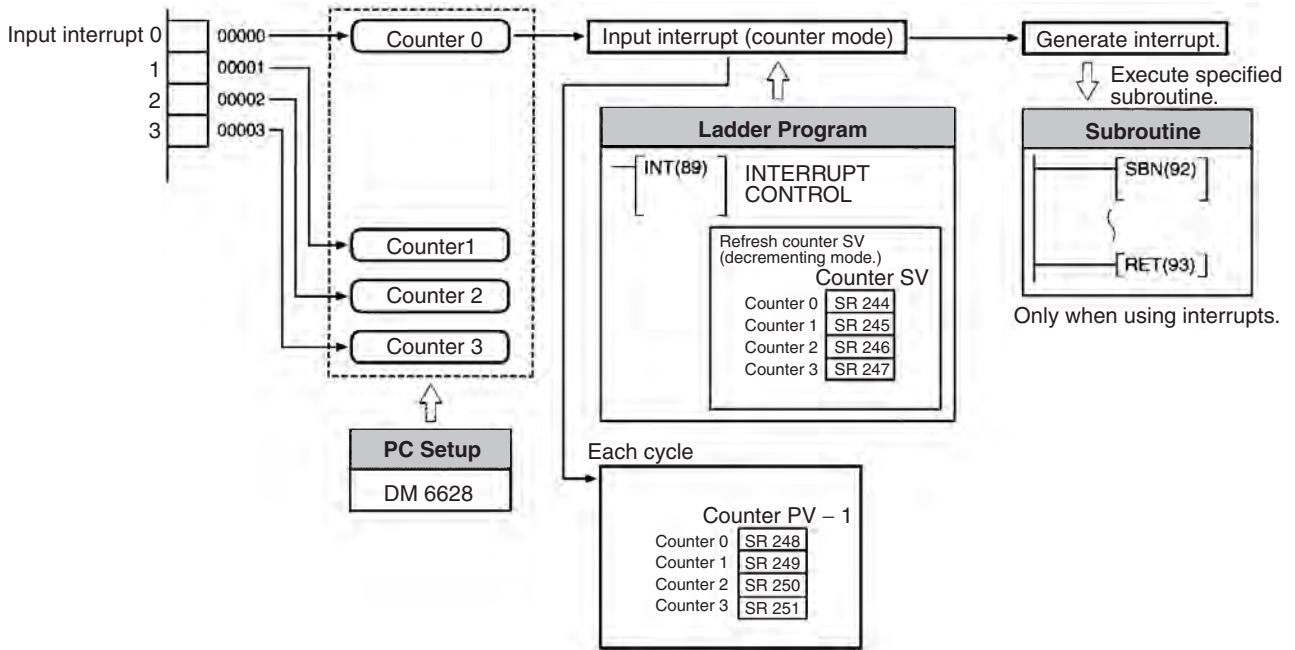 Input interrupt 0
1
2
3
00000
00001
00002
00003
Counter 0
Counter1
Counter 2
Counter 3
PC Setup
DM 6628
Input interrupt (counter mode)
Generate interrupt.
Execute specified
subroutine.
Ladder Program
INT(89)
INTERRUPT
CONTROL
Refresh counter SV
(decrementing mode.)
Counter SV
Counter 0 SR 244
Counter 1 SR 245
Counter 2 SR 246
Counter 3 SR 247
Subroutine
SBN(92)
RET(93)
Only when using interrupts.
Each cycle
Counter PV – 1
Counter 0 SR 248
Counter 1 SR 249
Counter 2 SR 250
Counter 3 SR 251